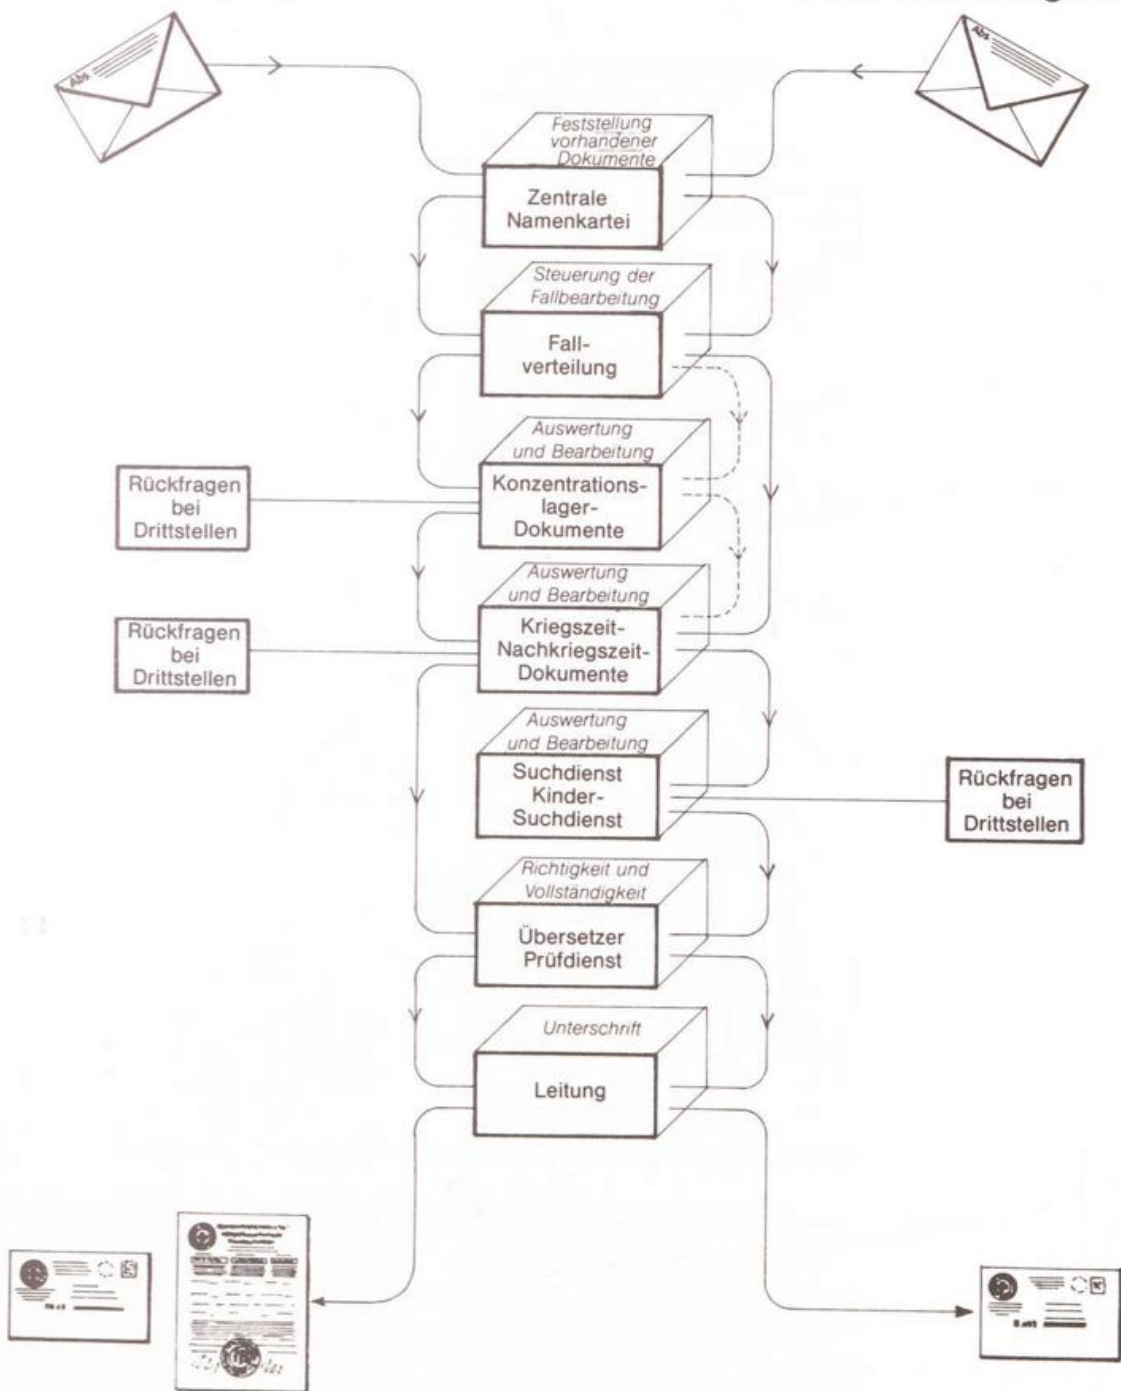 Abs
Abs
Feststellung
vorhandener
Dokumente
Zentrale
Namenkartei
Steuerung der
Fallbearbeitung
Fall-
verteilung
Auswertung
und Bearbeitung
Rückfragen
bei
Drittstellen
Konzentrations-
lager-
Dokumente
Auswertung
und Bearbeitung
Rückfragen
bei
Drittstellen
Kriegszeit-
Nachkriegszeit-
Dokumente
Auswertung
und Bearbeitung
Suchdienst
Kinder-
Suchdienst
Rückfragen
bei
Drittstellen
Richtigkeit und
Vollständigkeit
Übersetzer
Prüfdienst
Unterschrift
Leitung